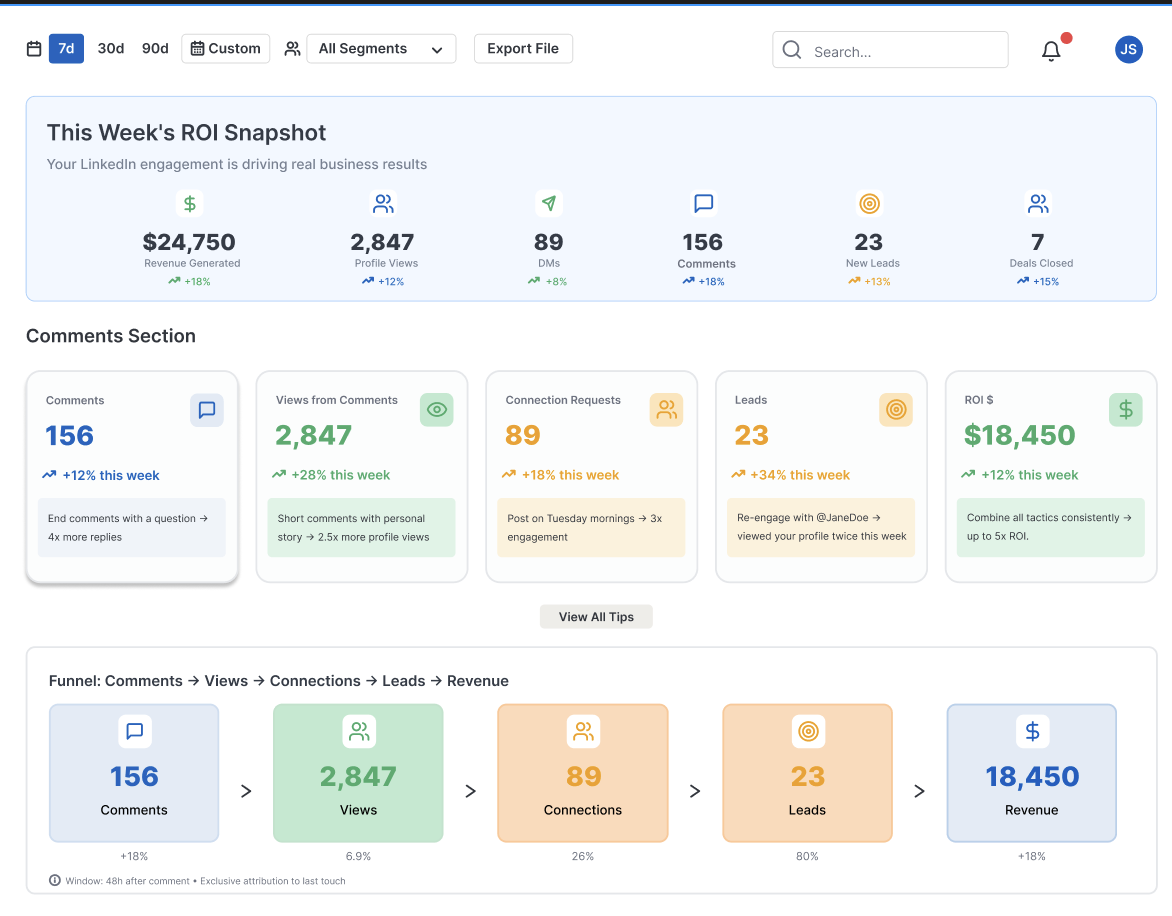 7d 30d 90d Custom All Segments Export File Search... JS
This Week's ROI Snapshot
Your LinkedIn engagement is driving real business results
$24,750 2,847 89 156 23 7
Revenue Generated Profile Views DMs Comments New Leads Deals Closed
+18% +12% +8% +18% +13% +15%
Comments Section
Comments
156
+12% this week
End comments with a question →
4x more replies
Views from Comments
2,847
+28% this week
Short comments with personal
story → 2.5x more profile views
Connection Requests
89
+18% this week
Post on Tuesday mornings → 3x
engagement
Leads
23
+34% this week
Re-engage with @JaneDoe →
viewed your profile twice this week
ROI $
$18,450
+12% this week
Combine all tactics consistently →
up to 5x ROI.
View All Tips
Funnel: Comments → Views → Connections → Leads → Revenue
156 > 2,847 > 89 > 23 > 18,450
Comments Views Connections Leads Revenue
+18% 6.9% 26% 80% +18%
Window: 48h after comment • Exclusive attribution to last touch